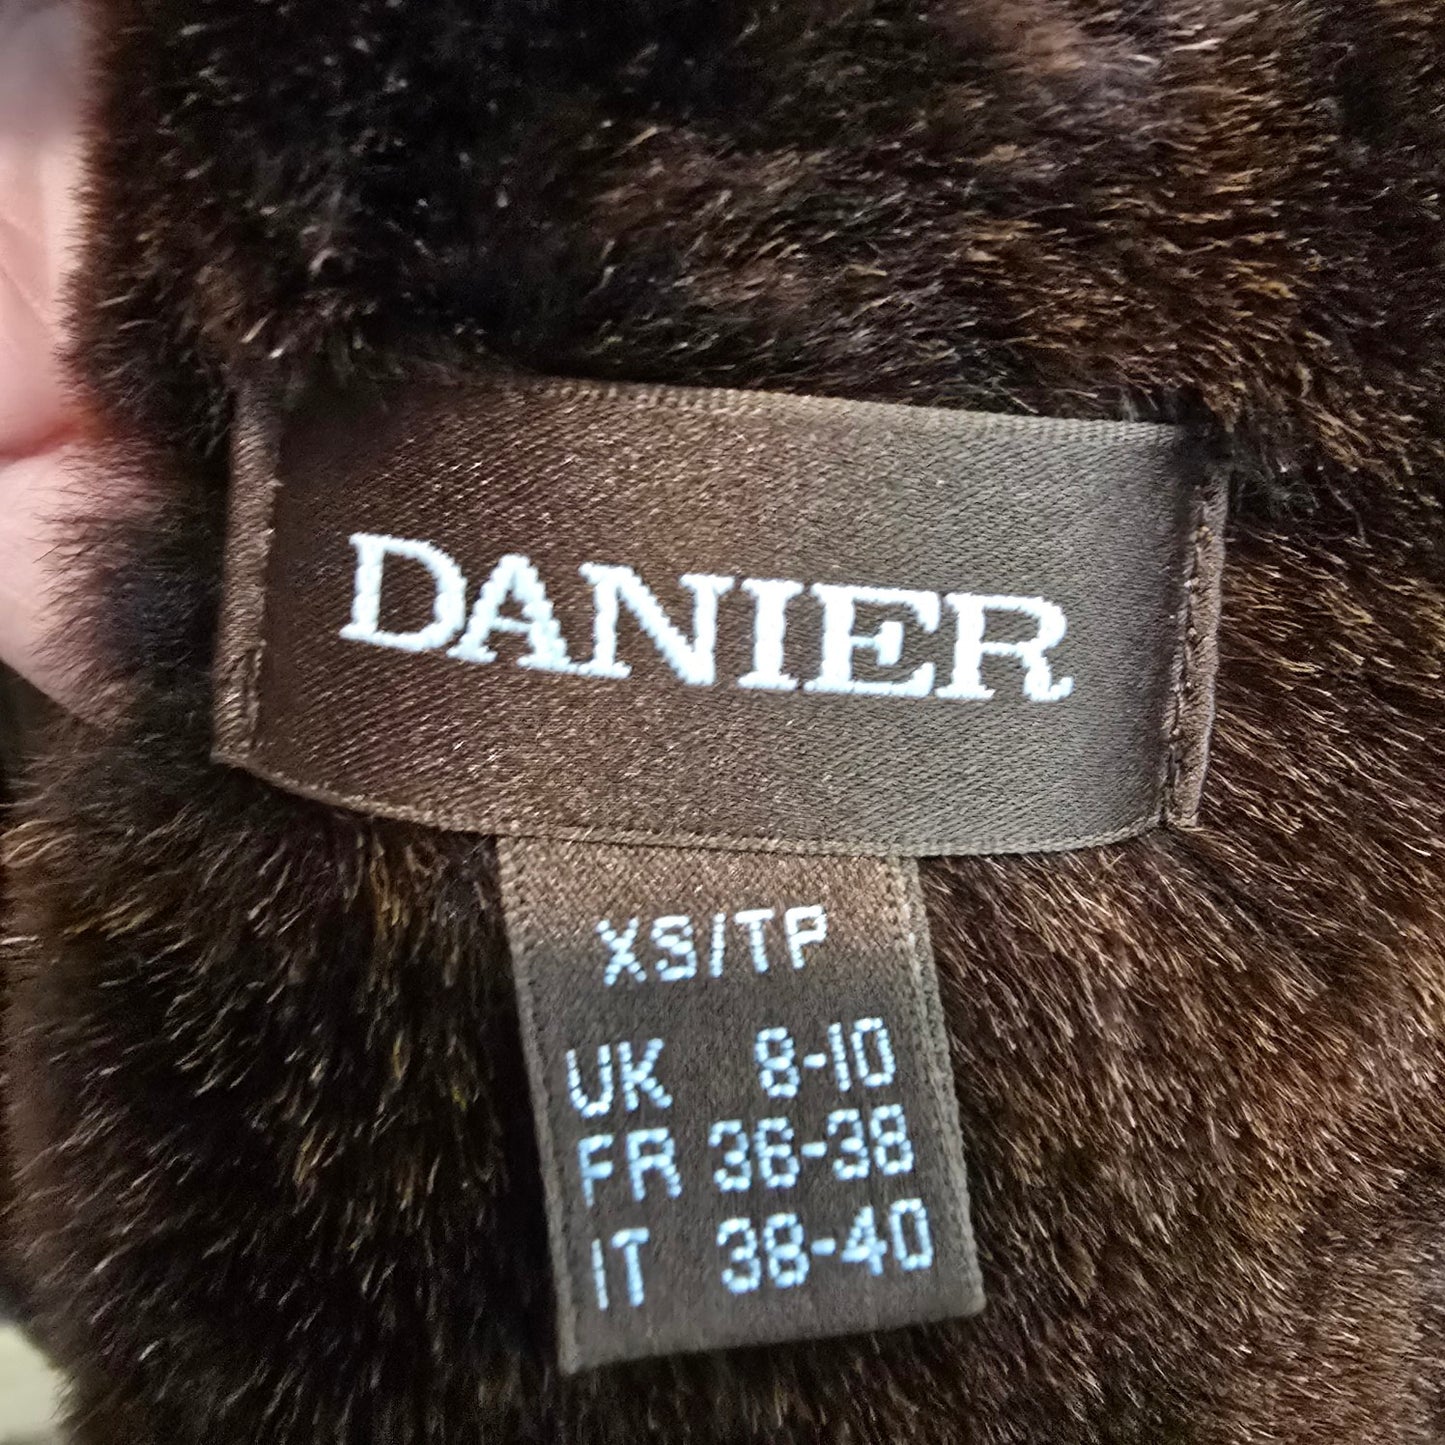 DANIER
XS/TP
UK 8-10
FR 36-38
IT 38-40